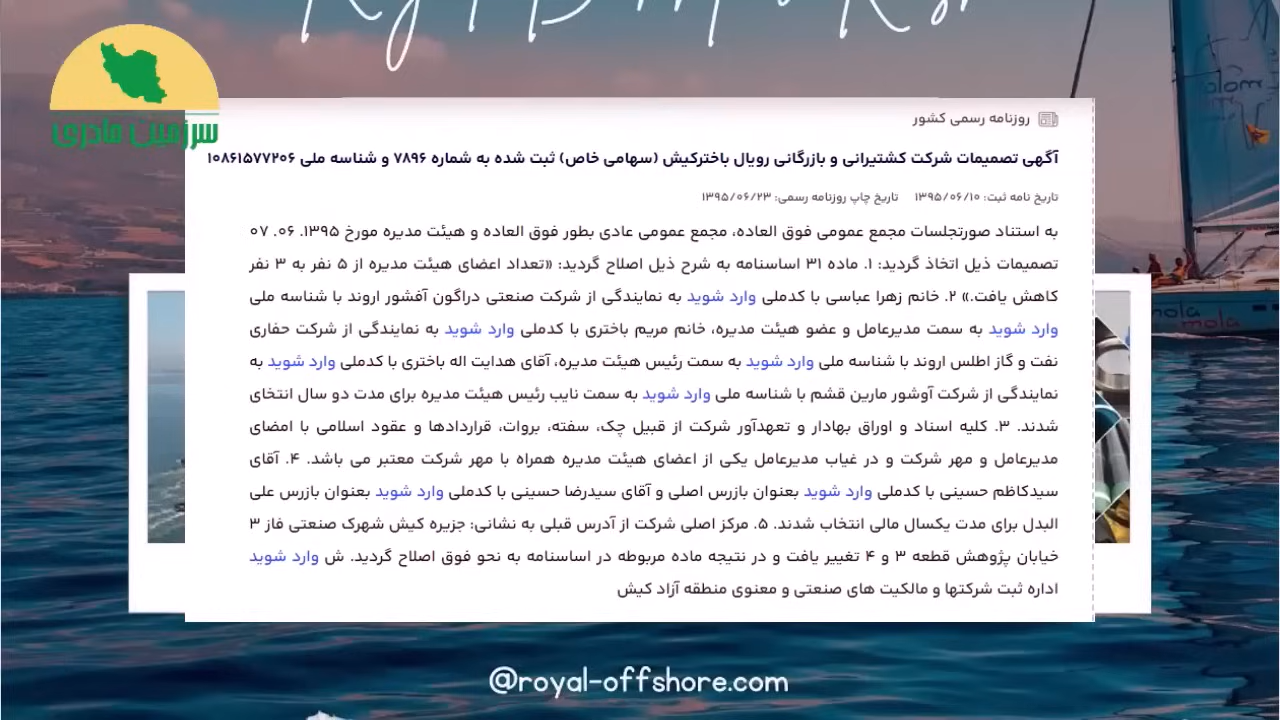 سرزمین مادری
روزنامه رسمی کشور
آگهی تصمیمات شرکت کشتیرانی و بازرگانی رویال باخترکیش (سهامی خاص) ثبت شده به شماره ۷۸۹۶ و شناسه ملی ۱۰۸۶۱۵۷۷۲۰۶
تاریخ نامه ثبت: ۱۳۹۵/۰۶/۱۰ تاریخ چاپ روزنامه رسمی: ۱۳۹۵/۰۶/۲۳
به استناد صورتجلسات مجمع عمومی فوق العاده، مجمع عمومی عادی بطور فوق العاده و هیئت مدیره مورخ ۱۳۹۵. ۰۶. ۰۷
تصمیمات ذیل اتخاذ گردید: ۱. ماده ۳۱ اساسنامه به شرح ذیل اصلاح گردید: «تعداد اعضای هیئت مدیره از ۵ نفر به ۳ نفر
کاهش یافت.» ۲. خانم زهرا عباسی با کدملی وارد شوید به نمایندگی از شرکت صنعتی دراگون آفشور اروند با شناسه ملی
وارد شوید به سمت مدیرعامل و عضو هیئت مدیره، خانم مریم باختری با کدملی وارد شوید به نمایندگی از شرکت حفاری
نفت و گاز اطلس اروند با شناسه ملی وارد شوید به سمت رئیس هیئت مدیره، آقای هدایت اله باختری با کدملی وارد شوید به
نمایندگی از شرکت آوشور مارین قشم با شناسه ملی وارد شوید به سمت نایب رئیس هیئت مدیره برای مدت دو سال انتخای
شدند. ۳. کلیه اسناد و اوراق بهادار و تعهدآور شرکت از قبیل چک، سفته، بروات، قراردادها و عقود اسلامی با امضای
مدیرعامل و مهر شرکت و در غیاب مدیرعامل یکی از اعضای هیئت مدیره همراه با مهر شرکت معتبر می باشد. ۴. آقای
سیدکاظم حسینی با کدملی وارد شوید بعنوان بازرس اصلی و آقای سیدرضا حسینی با کدملی وارد شوید بعنوان بازرس علی
البدل برای مدت یکسال مالی انتخاب شدند. ۵. مرکز اصلی شرکت از آدرس قبلی به نشانی: جزیره کیش شهرک صنعتی فاز ۳
خیابان پژوهش قطعه ۳ و ۴ تغییر یافت و در نتیجه ماده مربوطه در اساسنامه به نحو فوق اصلاح گردید. ش وارد شوید
اداره ثبت شرکتها و مالکیت های صنعتی و معنوی منطقه آزاد کیش
mola
mola
@royal-offshore.com